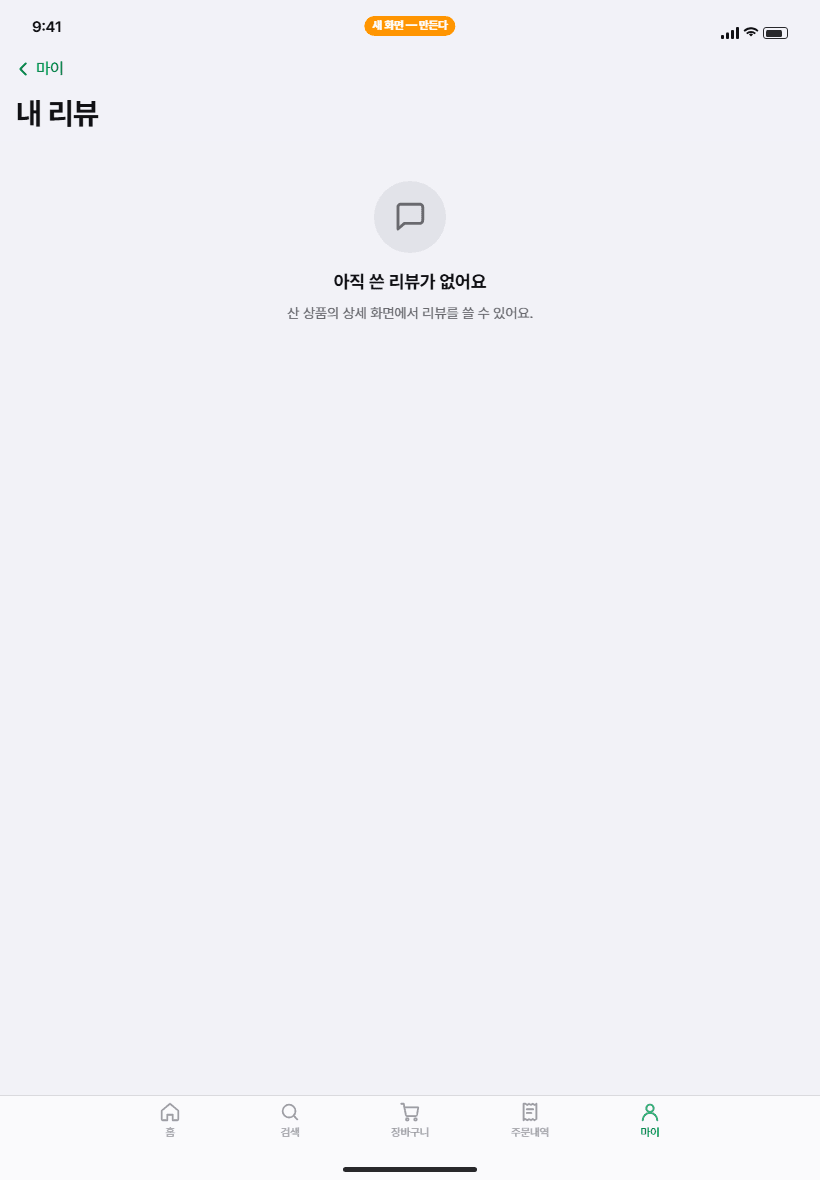 9:41
새 화면 — 만든다
마이
내 리뷰
아직 쓴 리뷰가 없어요
산 상품의 상세 화면에서 리뷰를 쓸 수 있어요.
홈
검색
장바구니
주문내역
마이